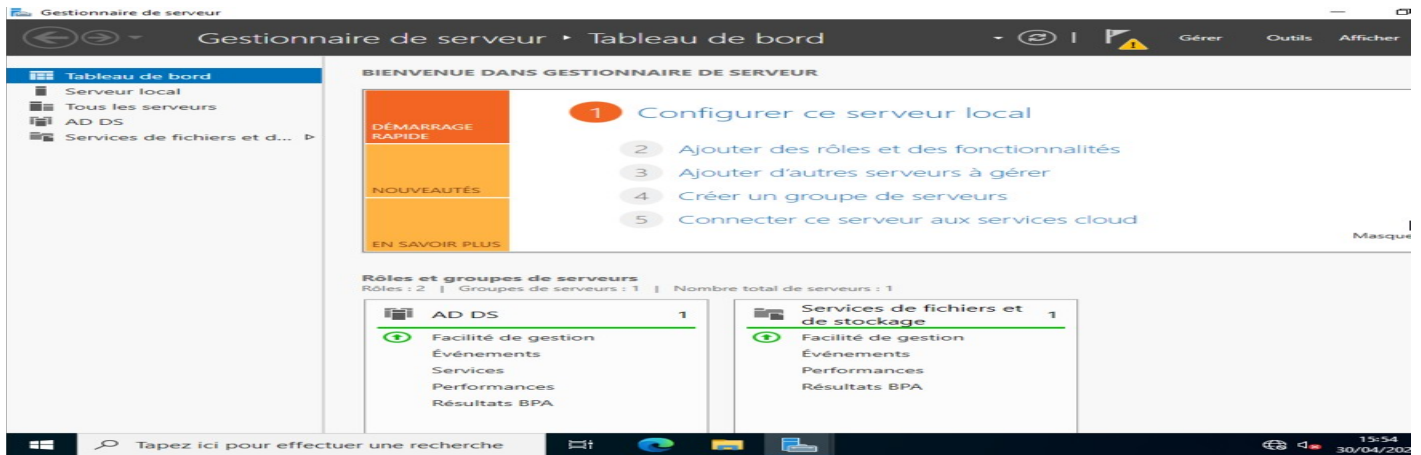 Gestionnaire de serveur
Gestionnaire de serveur ‣ Tableau de bord
Gérer
Outils
Afficher
Tableau de bord
Serveur local
Tous les serveurs
AD DS
Services de fichiers et d...
BIENVENUE DANS GESTIONNAIRE DE SERVEUR
DÉMARRAGE
RAPIDE
NOUVEAUTÉS
EN SAVOIR PLUS
1 Configurer ce serveur local
2 Ajouter des rôles et des fonctionnalités
3 Ajouter d'autres serveurs à gérer
4 Créer un groupe de serveurs
5 Connecter ce serveur aux services cloud
Masque
Rôles et groupes de serveurs
Rôles : 2 | Groupes de serveurs : 1 | Nombre total de serveurs : 1
AD DS 1
Facilité de gestion
Événements
Services
Performances
Résultats BPA
Services de fichiers et
de stockage 1
Facilité de gestion
Événements
Performances
Résultats BPA
Tapez ici pour effectuer une recherche
15:54
30/04/202